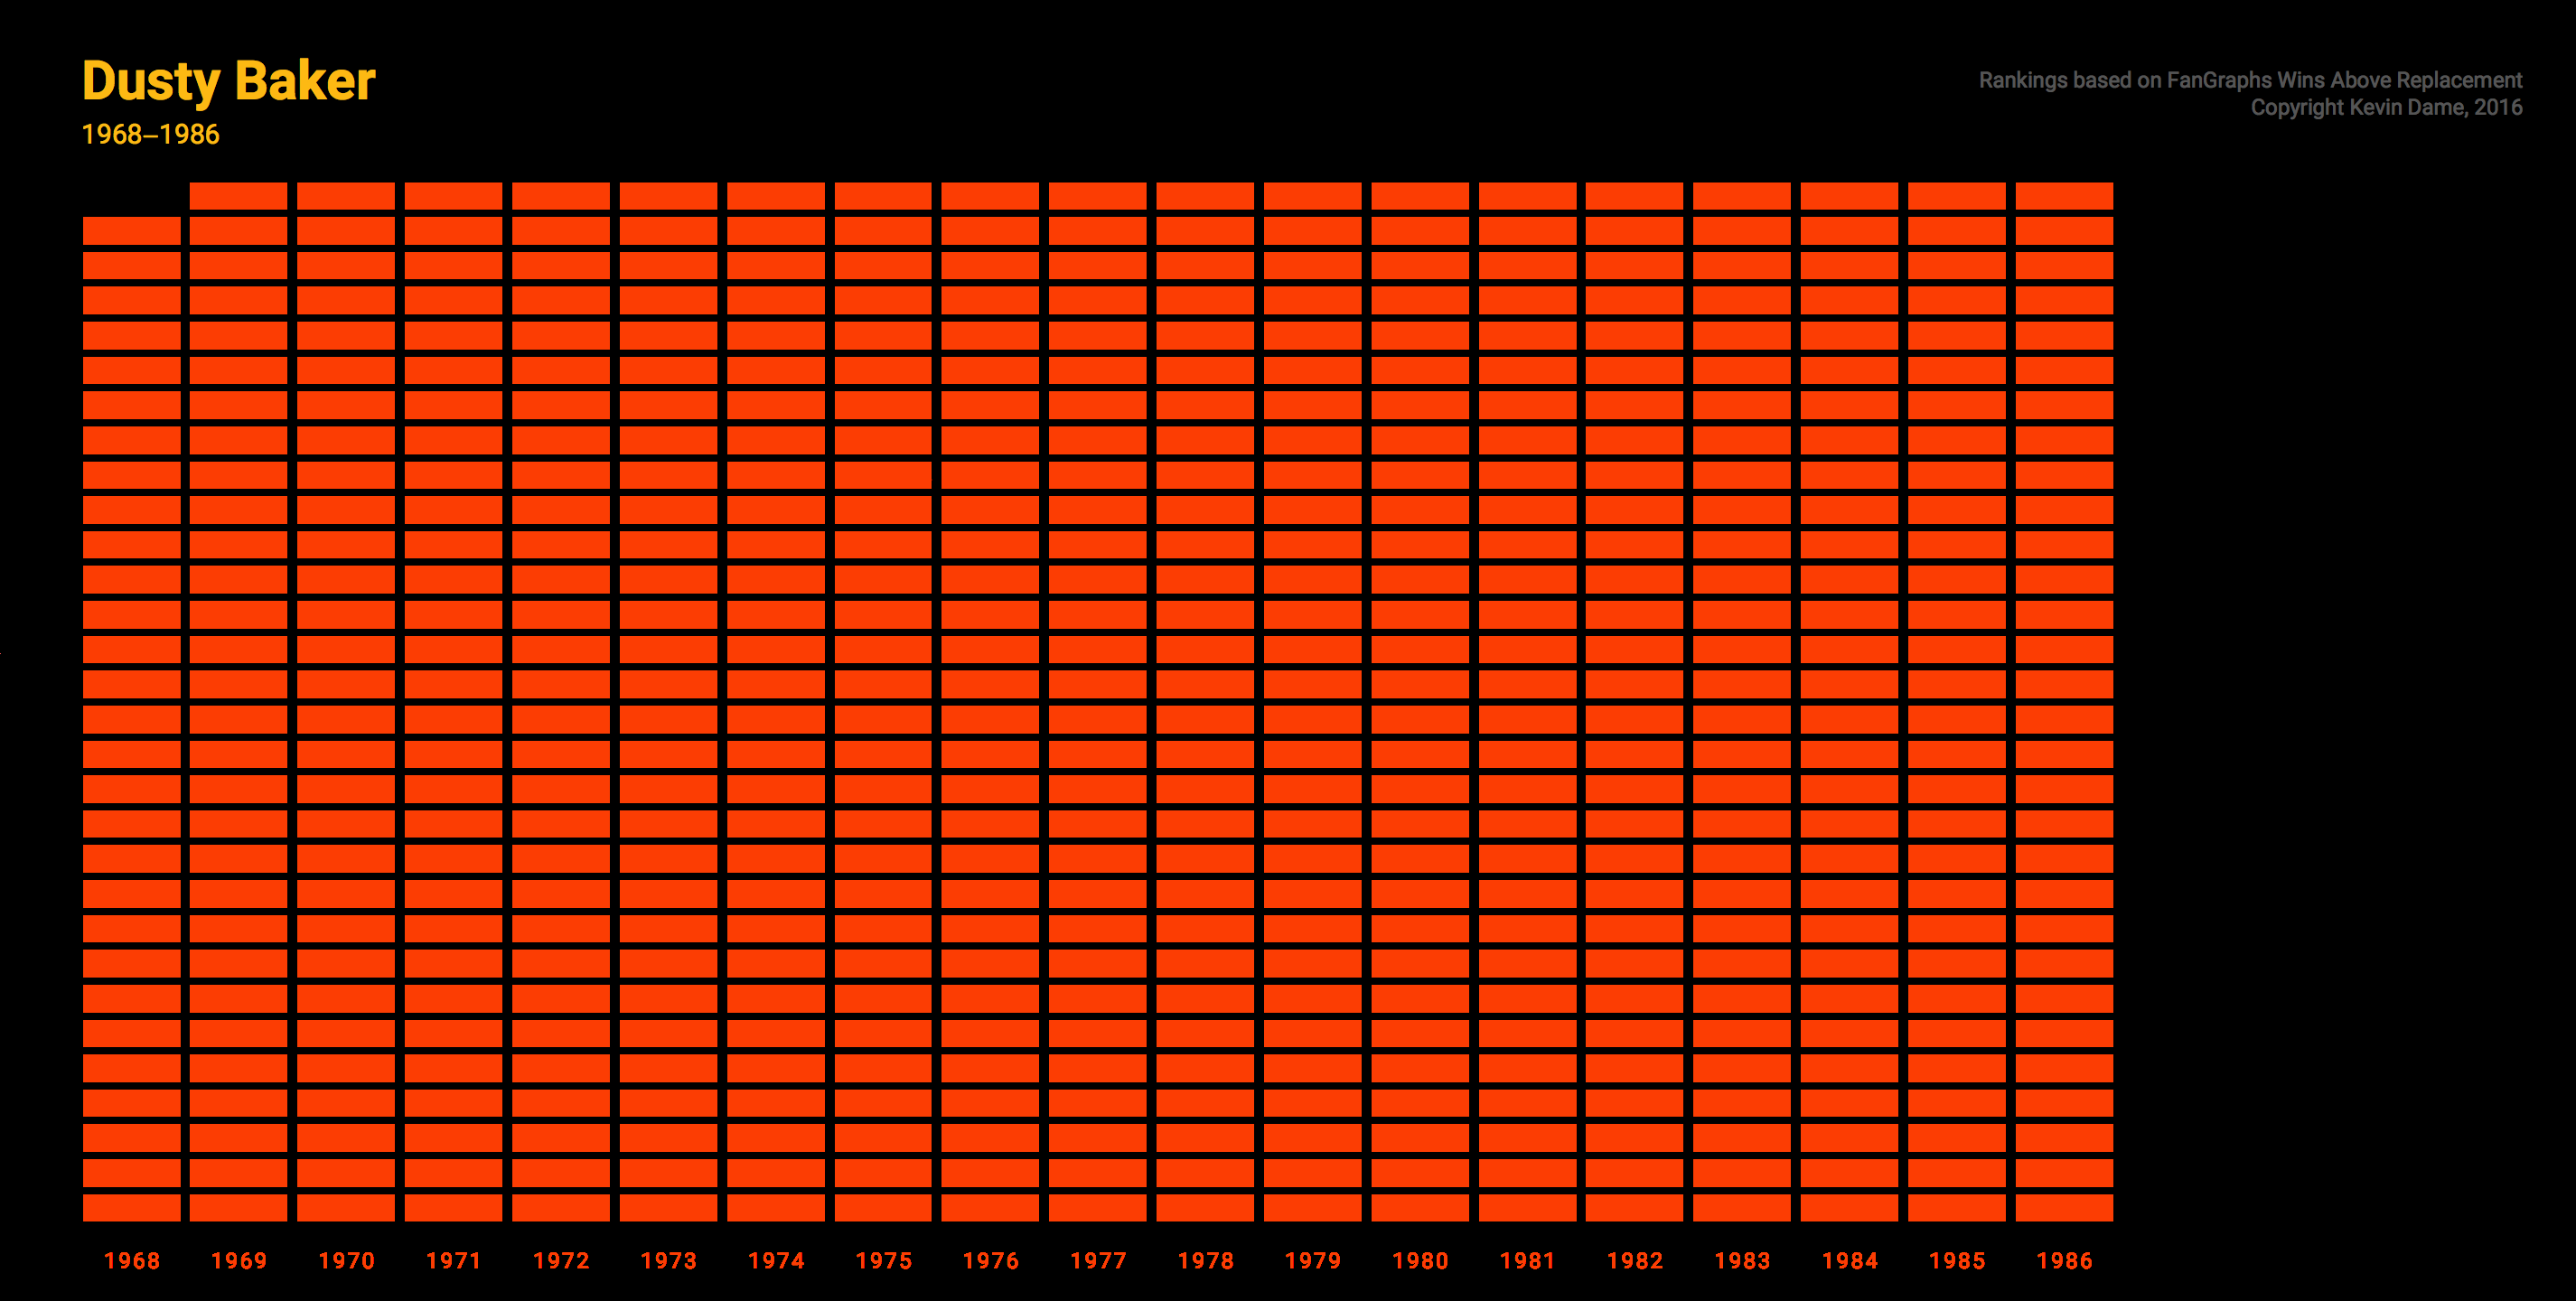 Dusty Baker
1968–1986
Rankings based on FanGraphs Wins Above Replacement
Copyright Kevin Dame, 2016
1968 1969 1970 1971 1972 1973 1974 1975 1976 1977 1978 1979 1980 1981 1982 1983 1984 1985 1986